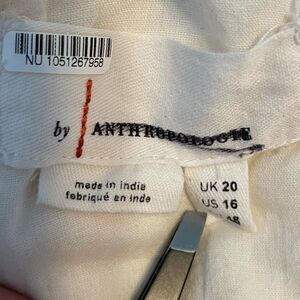 NU 1051267958
by ANTHROPOLOGIE
made in india
fabriqué en inde
UK 20
US 16